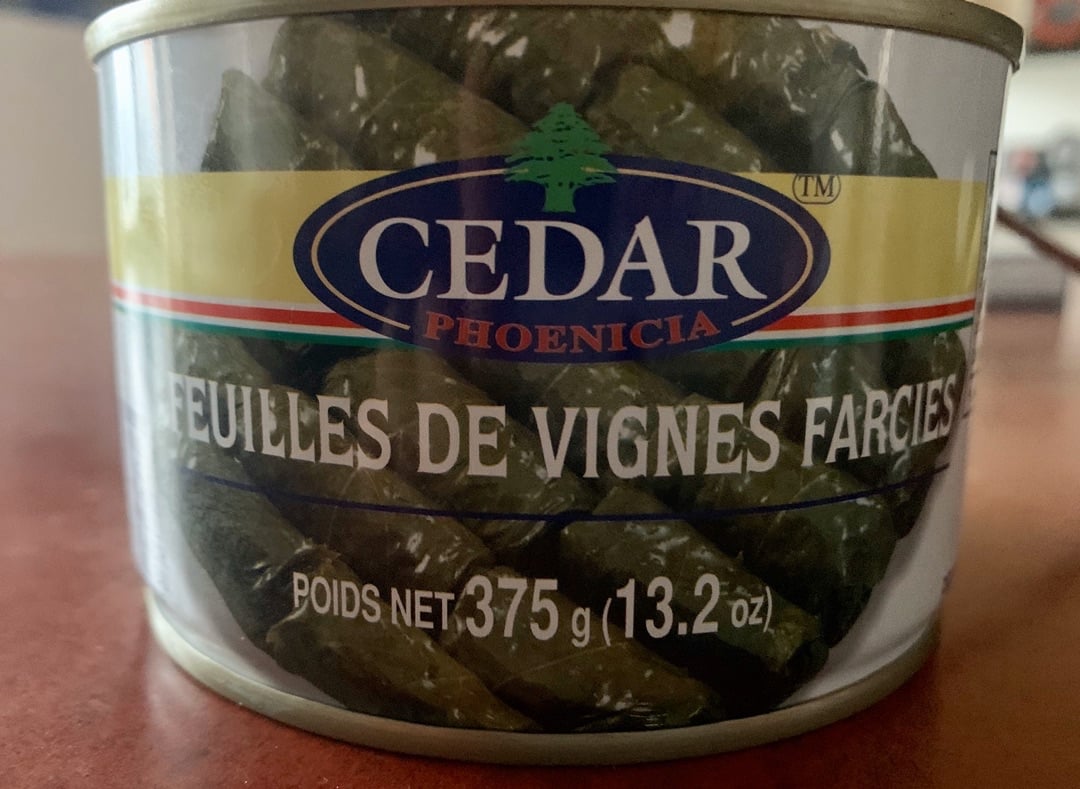 TM
CEDAR
PHOENICIA
FEUILLES DE VIGNES FARCIES
POIDS NET 375 g (13.2 oz)